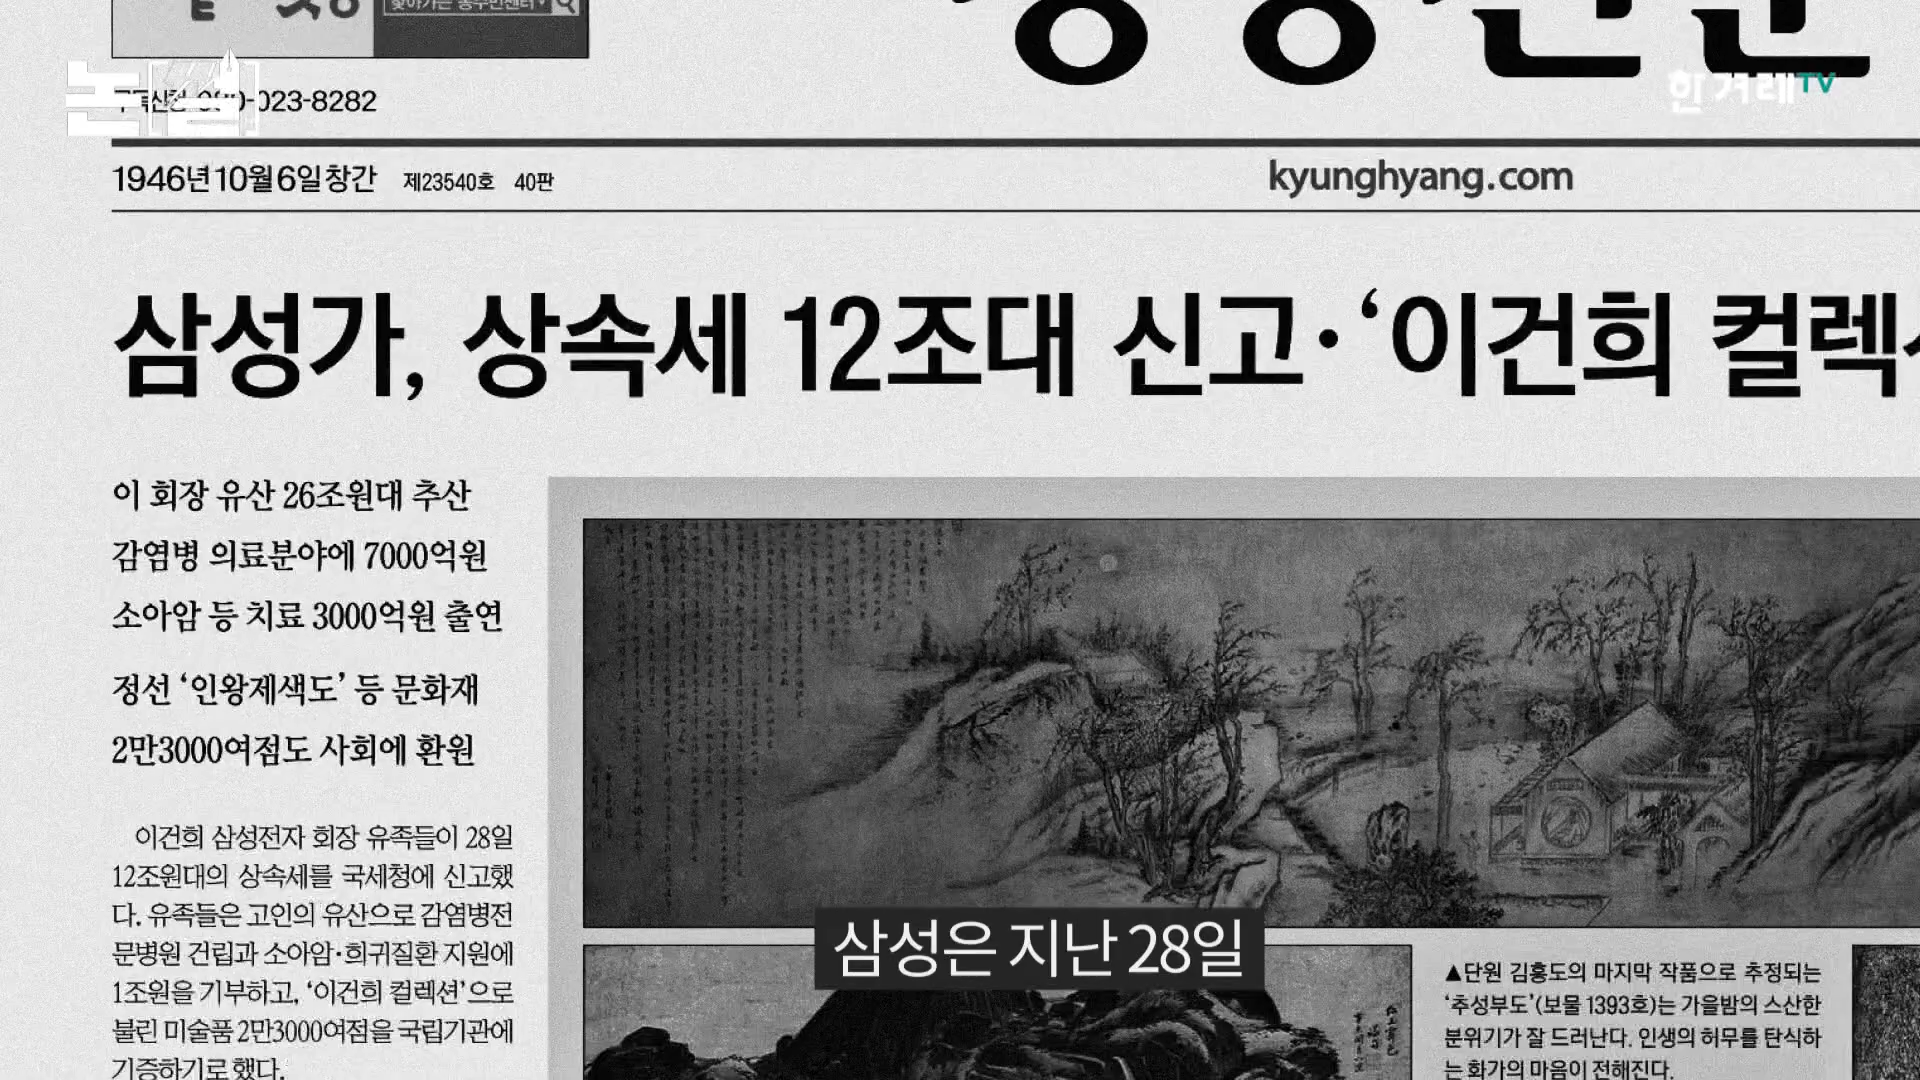 찾아가는 동주민센터
논썰
-023-8282
한겨레TV
1946년10월6일창간 제23540호 40판
kyunghyang.com
삼성가, 상속세 12조대 신고·‘이건희 컬렉
이 회장 유산 26조원대 추산
감염병 의료분야에 7000억원
소아암 등 치료 3000억원 출연
정선 ‘인왕제색도’ 등 문화재
2만3000여점도 사회에 환원
이건희 삼성전자 회장 유족들이 28일
12조원대의 상속세를 국세청에 신고했
다. 유족들은 고인의 유산으로 감염병전
문병원 건립과 소아암·희귀질환 지원에
1조원을 기부하고, ‘이건희 컬렉션’으로
불린 미술품 2만3000여점을 국립기관에
기증하기로 했다.
▲단원 김홍도의 마지막 작품으로 추정되는
‘추성부도’(보물 1393호)는 가을밤의 스산한
분위기가 잘 드러난다. 인생의 허무를 탄식하
는 화가의 마음이 전해진다.
삼성은 지난 28일